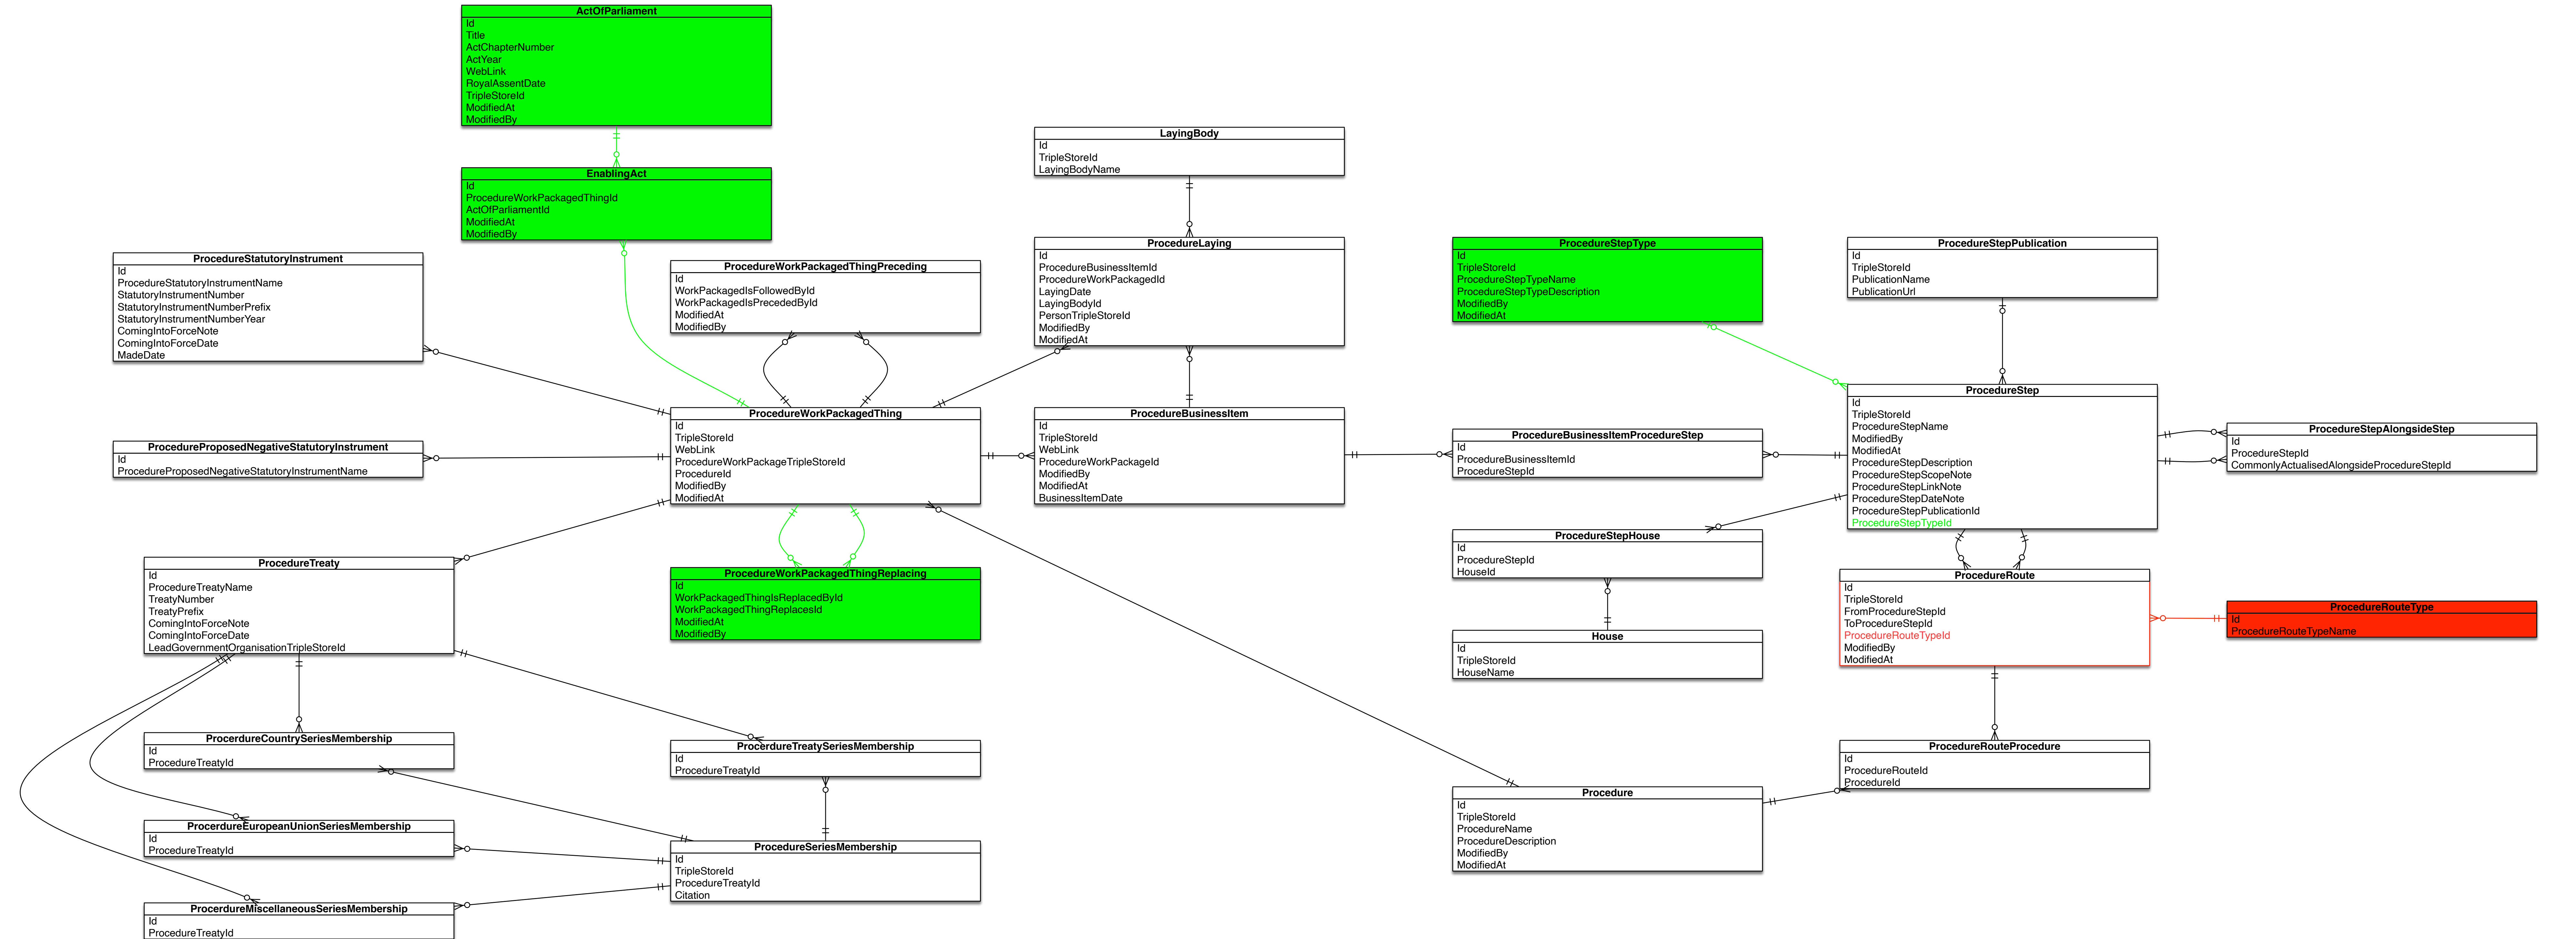 ActOfParliament
Id
Title
ActChapterNumber
ActYear
WebLink
RoyalAssentDate
TripleStoreId
ModifiedAt
ModifiedBy
EnablingAct
Id
ProcedureWorkPackagedThingId
ActOfParliamentId
ModifiedAt
ModifiedBy
LayingBody
Id
TripleStoreId
LayingBodyName
ProcedureStatutoryInstrument
Id
ProcedureStatutoryInstrumentName
StatutoryInstrumentNumber
StatutoryInstrumentNumberPrefix
StatutoryInstrumentNumberYear
ComingIntoForceNote
ComingIntoForceDate
MadeDate
ProcedureWorkPackagedThingPreceding
Id
WorkPackagedIsFollowedById
WorkPackagedIsPrecededById
ModifiedAt
ModifiedBy
ProcedureLaying
Id
ProcedureBusinessItemId
ProcedureWorkPackagedId
LayingDate
LayingBodyId
PersonTripleStoreId
ModifiedBy
ModifiedAt
ProcedureStepType
Id
TripleStoreId
ProcedureStepTypeName
ProcedureStepTypeDescription
ModifiedBy
ModifiedAt
ProcedureStepPublication
Id
TripleStoreId
PublicationName
PublicationUrl
ProcedureProposedNegativeStatutoryInstrument
Id
ProcedureProposedNegativeStatutoryInstrumentName
ProcedureWorkPackagedThing
Id
TripleStoreId
WebLink
ProcedureWorkPackageTripleStoreId
ProcedureId
ModifiedBy
ModifiedAt
ProcedureBusinessItem
Id
TripleStoreId
WebLink
ProcedureWorkPackageId
ModifiedBy
ModifiedAt
BusinessItemDate
ProcedureBusinessItemProcedureStep
Id
ProcedureBusinessItemId
ProcedureStepId
ProcedureStep
Id
TripleStoreId
ProcedureStepName
ModifiedBy
ModifiedAt
ProcedureStepDescription
ProcedureStepScopeNote
ProcedureStepLinkNote
ProcedureStepDateNote
ProcedureStepPublicationId
ProcedureStepTypeId
ProcedureStepAlongsideStep
Id
ProcedureStepId
CommonlyActualisedAlongsideProcedureStepId
ProcedureTreaty
Id
ProcedureTreatyName
TreatyNumber
TreatyPrefix
ComingIntoForceNote
ComingIntoForceDate
LeadGovernmentOrganisationTripleStoreId
ProcedureWorkPackagedThingReplacing
Id
WorkPackagedThingIsReplacedById
WorkPackagedThingReplacesId
ModifiedAt
ModifiedBy
ProcedureStepHouse
Id
ProcedureStepId
HouseId
House
Id
TripleStoreId
HouseName
ProcedureRoute
Id
TripleStoreId
FromProcedureStepId
ToProcedureStepId
ProcedureRouteTypeId
ModifiedBy
ModifiedAt
ProcedureRouteType
Id
ProcedureRouteTypeName
ProcerdureCountrySeriesMembership
Id
ProcedureTreatyId
ProcerdureTreatySeriesMembership
Id
ProcedureTreatyId
ProcedureRouteProcedure
Id
ProcedureRouteId
ProcedureId
Procedure
Id
TripleStoreId
ProcedureName
ProcedureDescription
ModifiedBy
ModifiedAt
ProcerdureEuropeanUnionSeriesMembership
Id
ProcedureTreatyId
ProcedureSeriesMembership
Id
TripleStoreId
ProcedureTreatyId
Citation
ProcerdureMiscellaneousSeriesMembership
Id
ProcedureTreatyId